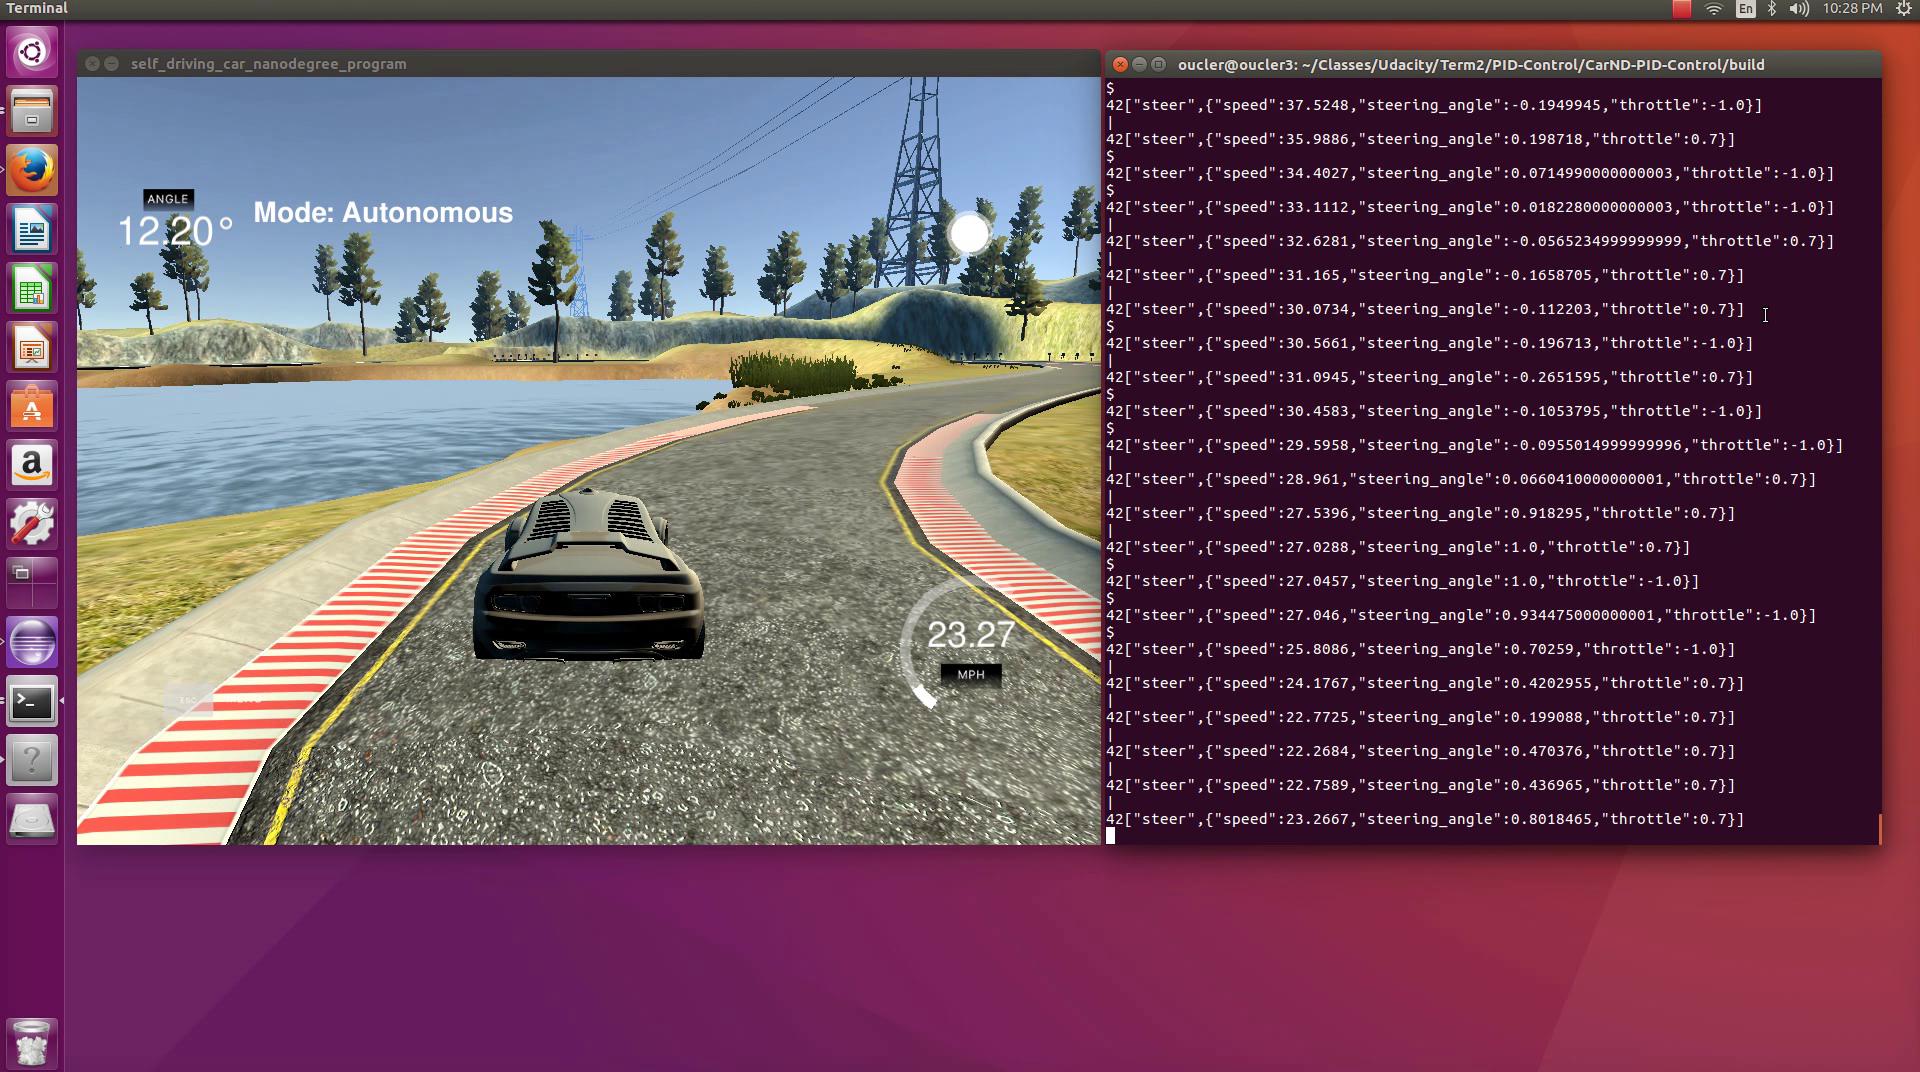 Terminal
En
10:28 PM
self_driving_car_nanodegree_program
ANGLE
12.20°
Mode: Autonomous
23.27
MPH
oucler@oucler3: ~/Classes/Udacity/Term2/PID-Control/CarND-PID-Control/build
$
42["steer",{"speed":37.5248,"steering_angle":-0.1949945,"throttle":-1.0}]
|
42["steer",{"speed":35.9886,"steering_angle":0.198718,"throttle":0.7}]
$
42["steer",{"speed":34.4027,"steering_angle":0.0714990000000003,"throttle":-1.0}]
$
42["steer",{"speed":33.1112,"steering_angle":0.0182280000000003,"throttle":-1.0}]
|
42["steer",{"speed":32.6281,"steering_angle":-0.0565234999999999,"throttle":0.7}]
|
42["steer",{"speed":31.165,"steering_angle":-0.1658705,"throttle":0.7}]
|
42["steer",{"speed":30.0734,"steering_angle":-0.112203,"throttle":0.7}]
$
42["steer",{"speed":30.5661,"steering_angle":-0.196713,"throttle":-1.0}]
|
42["steer",{"speed":31.0945,"steering_angle":-0.2651595,"throttle":0.7}]
$
42["steer",{"speed":30.4583,"steering_angle":-0.1053795,"throttle":-1.0}]
$
42["steer",{"speed":29.5958,"steering_angle":-0.0955014999999996,"throttle":-1.0}]
|
42["steer",{"speed":28.961,"steering_angle":0.0660410000000001,"throttle":0.7}]
|
42["steer",{"speed":27.5396,"steering_angle":0.918295,"throttle":0.7}]
|
42["steer",{"speed":27.0288,"steering_angle":1.0,"throttle":0.7}]
$
42["steer",{"speed":27.0457,"steering_angle":1.0,"throttle":-1.0}]
$
42["steer",{"speed":27.046,"steering_angle":0.934475000000001,"throttle":-1.0}]
$
42["steer",{"speed":25.8086,"steering_angle":0.70259,"throttle":-1.0}]
|
42["steer",{"speed":24.1767,"steering_angle":0.4202955,"throttle":0.7}]
|
42["steer",{"speed":22.7725,"steering_angle":0.199088,"throttle":0.7}]
|
42["steer",{"speed":22.2684,"steering_angle":0.470376,"throttle":0.7}]
|
42["steer",{"speed":22.7589,"steering_angle":0.436965,"throttle":0.7}]
|
42["steer",{"speed":23.2667,"steering_angle":0.8018465,"throttle":0.7}]